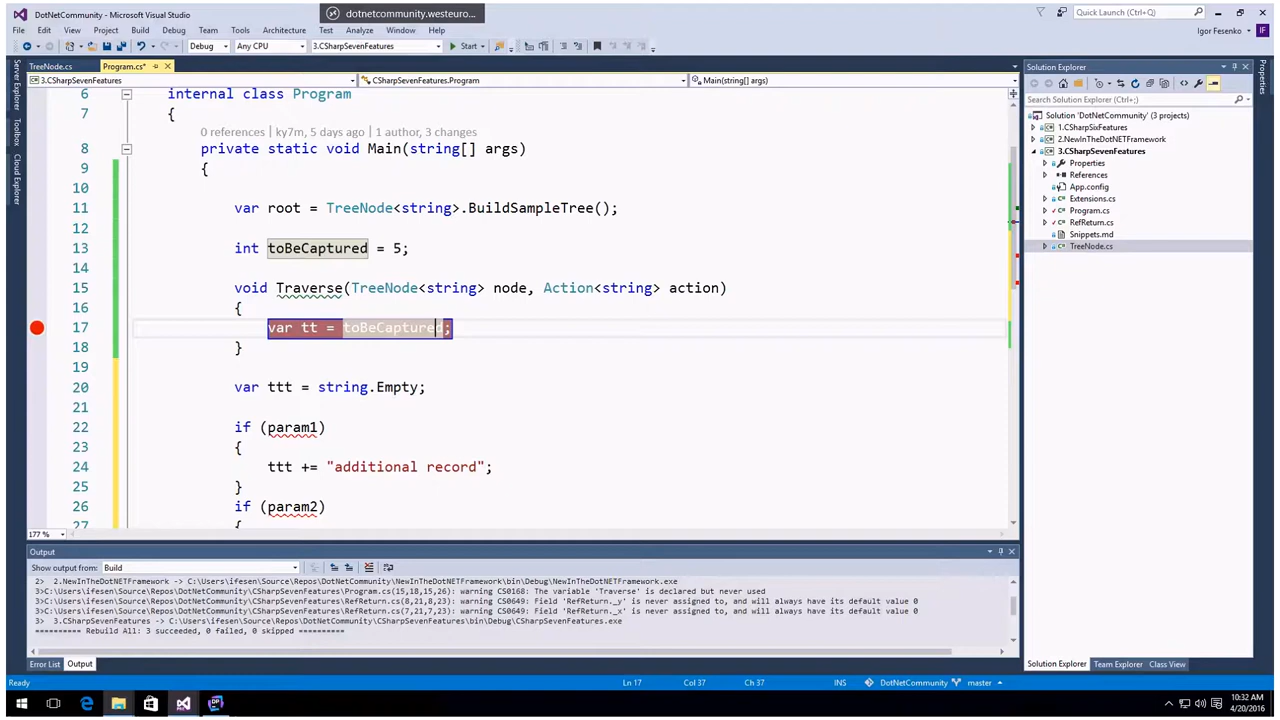 DotNetCommunity - Microsoft Visual Studio
dotnetcommunity.westeuro...
Quick Launch (Ctrl+Q)
File Edit View Project Build Debug Team Tools Architecture Test Analyze Window Help
Igor Fesenko IF
Debug Any CPU 3.CSharpSevenFeatures Start
TreeNode.cs Program.cs*
3.CSharpSevenFeatures CSharpSevenFeatures.Program Main(string[] args)
Server Explorer
Toolbox
Cloud Explorer
6 internal class Program
7 {
0 references | ky7m, 5 days ago | 1 author, 3 changes
8 private static void Main(string[] args)
9 {
10
11 var root = TreeNode<string>.BuildSampleTree();
12
13 int toBeCaptured = 5;
14
15 void Traverse(TreeNode<string> node, Action<string> action)
16 {
17 var tt = toBeCaptured;
18 }
19
20 var ttt = string.Empty;
21
22 if (param1)
23 {
24 ttt += "additional record";
25 }
26 if (param2)
27 {
177 %
Solution Explorer
Search Solution Explorer (Ctrl+;)
Solution 'DotNetCommunity' (3 projects)
1.CSharpSixFeatures
2.NewInTheDotNETFramework
3.CSharpSevenFeatures
Properties
References
App.config
Extensions.cs
Program.cs
RefReturn.cs
Snippets.md
TreeNode.cs
Properties
Output
Show output from: Build
2> 2.NewInTheDotNETFramework -> C:\Users\ifesen\Source\Repos\DotNetCommunity\NewInTheDotNETFramework\bin\Debug\NewInTheDotNETFramework.exe
3>C:\Users\ifesen\Source\Repos\DotNetCommunity\CSharpSevenFeatures\Program.cs(15,18,15,26): warning CS0168: The variable 'Traverse' is declared but never used
3>C:\Users\ifesen\Source\Repos\DotNetCommunity\CSharpSevenFeatures\RefReturn.cs(8,21,8,23): warning CS0649: Field 'RefReturn._y' is never assigned to, and will always have its default value 0
3>C:\Users\ifesen\Source\Repos\DotNetCommunity\CSharpSevenFeatures\RefReturn.cs(7,21,7,23): warning CS0649: Field 'RefReturn._x' is never assigned to, and will always have its default value 0
3> 3.CSharpSevenFeatures -> C:\Users\ifesen\Source\Repos\DotNetCommunity\CSharpSevenFeatures\bin\Debug\CSharpSevenFeatures.exe
========== Rebuild All: 3 succeeded, 0 failed, 0 skipped ==========
Error List Output
Solution Explorer Team Explorer Class View
Ready Ln 17 Col 37 Ch 37 INS DotNetCommunity master
10:32 AM
4/20/2016